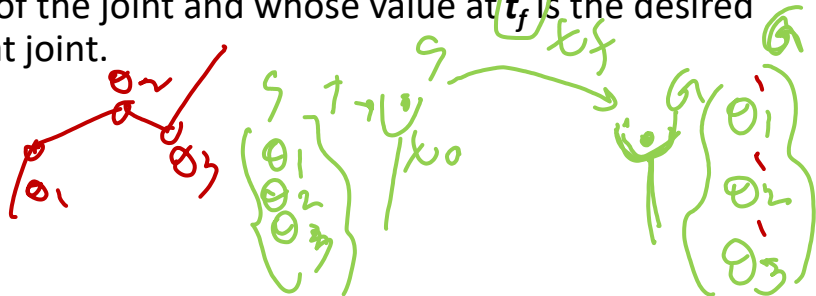 of the joint and whose value at t_f is the desired
t joint.
θ2
θ1
θ3
S
θ1
θ2
θ3
t0
S
tf
G
G
θ1'
θ2'
θ3'